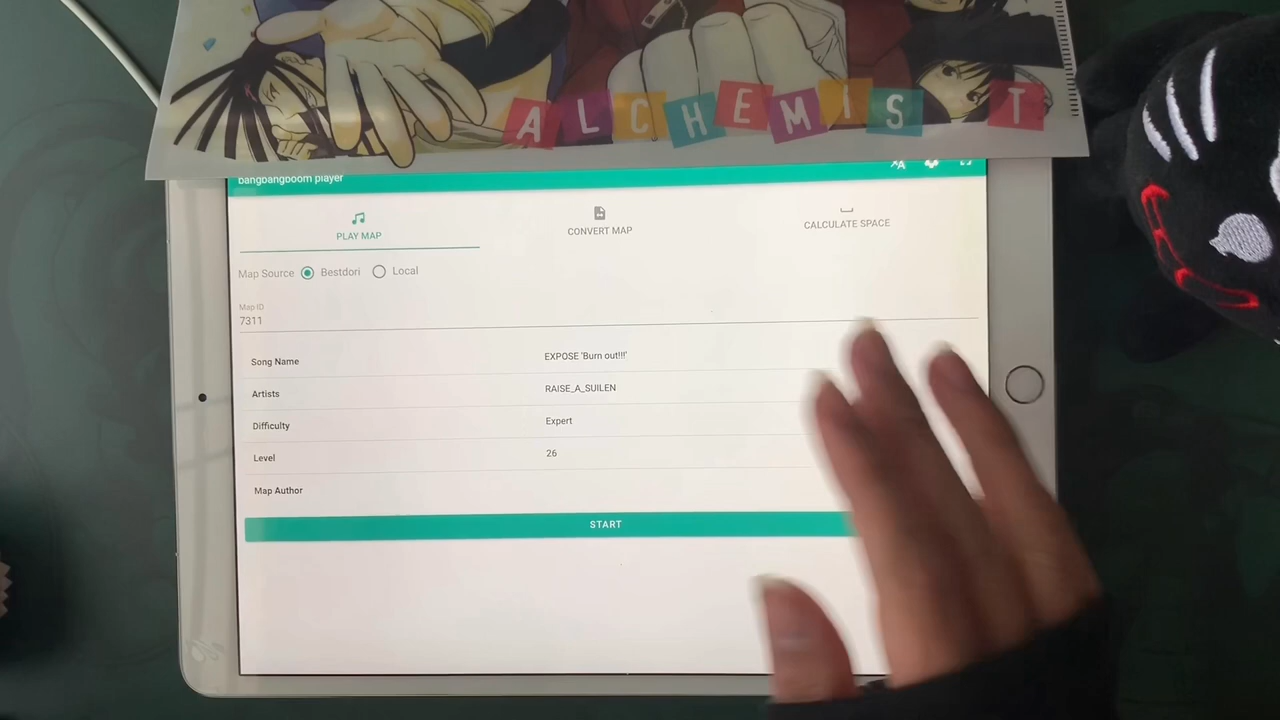 ALCHEMIST
bangbangboom player
PLAY MAP
CONVERT MAP
CALCULATE SPACE
Map Source Bestdori Local
Map ID
7311
Song Name EXPOSE 'Burn out!!!'
Artists RAISE_A_SUILEN
Difficulty Expert
Level 26
Map Author
START